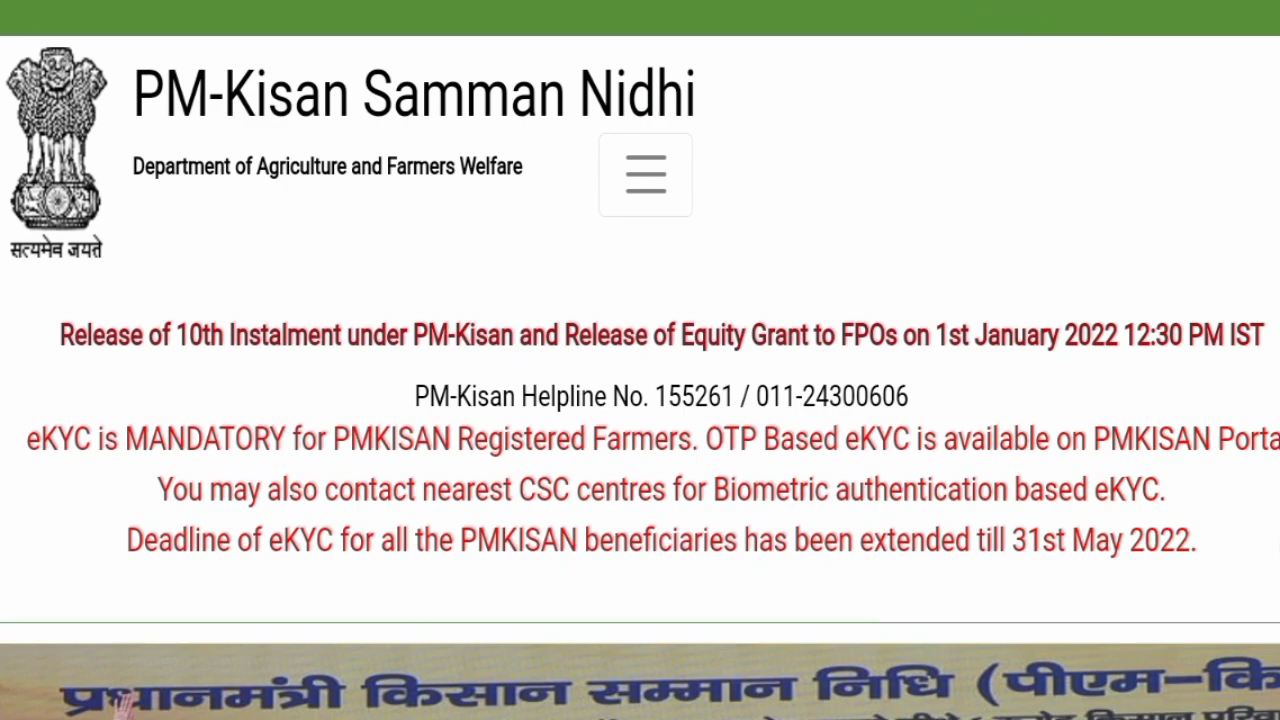 PM-Kisan Samman Nidhi
Department of Agriculture and Farmers Welfare
सत्यमेव जयते
Release of 10th Instalment under PM-Kisan and Release of Equity Grant to FPOs on 1st January 2022 12:30 PM IST
PM-Kisan Helpline No. 155261 / 011-24300606
eKYC is MANDATORY for PMKISAN Registered Farmers. OTP Based eKYC is available on PMKISAN Porta
You may also contact nearest CSC centres for Biometric authentication based eKYC.
Deadline of eKYC for all the PMKISAN beneficiaries has been extended till 31st May 2022.
प्रधानमंत्री किसान सम्मान निधि (पीएम-कि